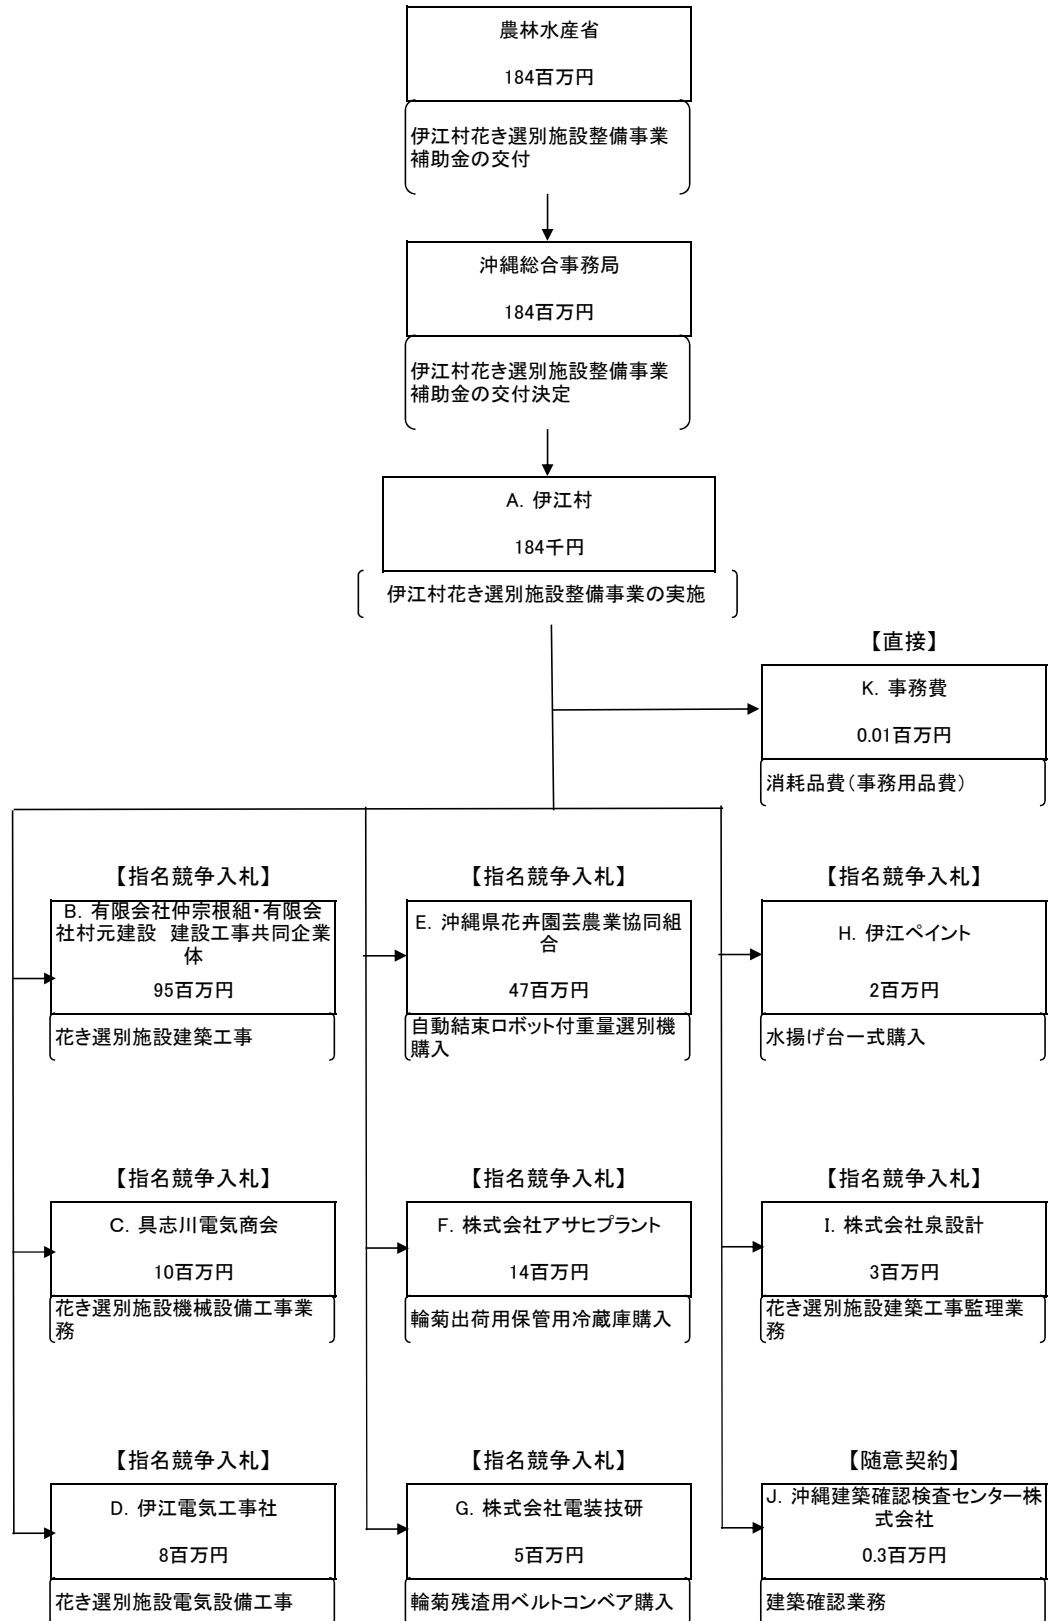 農林水産省
184百万円
伊江村花き選別施設整備事業
補助金の交付
沖縄総合事務局
184百万円
伊江村花き選別施設整備事業
補助金の交付決定
A. 伊江村
184千円
伊江村花き選別施設整備事業の実施
【直接】
K. 事務費
0.01百万円
消耗品費(事務用品費)
【指名競争入札】
B. 有限会社仲宗根組・有限会
社村元建設 建設工事共同企業
体
95百万円
花き選別施設建築工事
【指名競争入札】
E. 沖縄県花卉園芸農業協同組
合
47百万円
自動結束ロボット付重量選別機
購入
【指名競争入札】
H. 伊江ペイント
2百万円
水揚げ台一式購入
【指名競争入札】
C. 具志川電気商会
10百万円
花き選別施設機械設備工事業
務
【指名競争入札】
F. 株式会社アサヒプラント
14百万円
輪菊出荷用保管用冷蔵庫購入
【指名競争入札】
I. 株式会社泉設計
3百万円
花き選別施設建築工事監理業
務
【指名競争入札】
D. 伊江電気工事社
8百万円
花き選別施設電気設備工事
【指名競争入札】
G. 株式会社電装技研
5百万円
輪菊残渣用ベルトコンベア購入
【随意契約】
J. 沖縄建築確認検査センター株
式会社
0.3百万円
建築確認業務